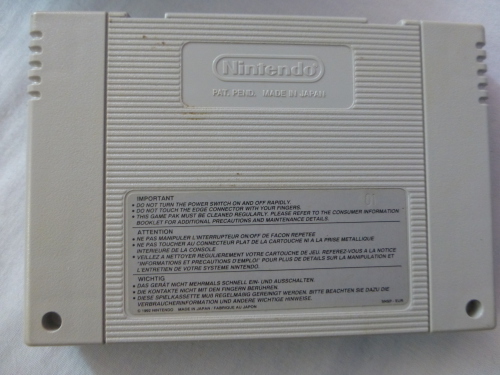 Nintendo
PAT. PEND. MADE IN JAPAN
IMPORTANT
• DO NOT TURN THE POWER SWITCH ON AND OFF RAPIDLY.
• DO NOT TOUCH THE EDGE CONNECTOR WITH YOUR FINGERS.
• THIS GAME PAK MUST BE CLEANED REGULARLY. PLEASE REFER TO THE CONSUMER INFORMATION
BOOKLET FOR ADDITIONAL PRECAUTIONS AND MAINTENANCE DETAILS.
ATTENTION
• NE PAS MANIPULER L'INTERRUPTEUR ON/OFF DE FACON REPETEE
• NE PAS TOUCHER AU CONNECTEUR PLAT DE LA CARTOUCHE NI A LA PRISE METALLIQUE
INTERIEURE DE LA CONSOLE
• VEILLEZ A NETTOYER REGULIEREMENT VOTRE CARTOUCHE DE JEU. REFEREZ-VOUS A LA NOTICE
"INFORMATIONS ET PRECAUTIONS D'EMPLOI" POUR PLUS DE DETAILS SUR LA MANIPULATION ET
L'ENTRETIEN DE VOTRE SYSTEME NINTENDO.
WICHTIG
• DAS GERÄT NICHT MEHRMALS SCHNELL EIN- UND AUSSCHALTEN
• DIE KONTAKTE NICHT MIT DEN FINGERN BERÜHREN.
• DIESE SPIELKASSETTE MUß REGELMÄßIG GEREINIGT WERDEN. BITTE BEACHTEN SIE DAZU DIE
VERBRAUCHERINFORMATION UND ANDERE WICHTIGE HINWEISE.
© 1992 NINTENDO MADE IN JAPAN FABRIQUE AU JAPON